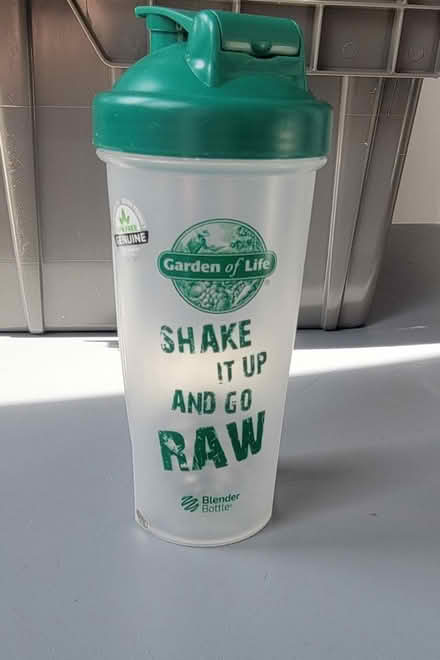 GENUINE
Garden of Life®
SHAKE
IT UP
AND GO
RAW
Blender
Bottle®